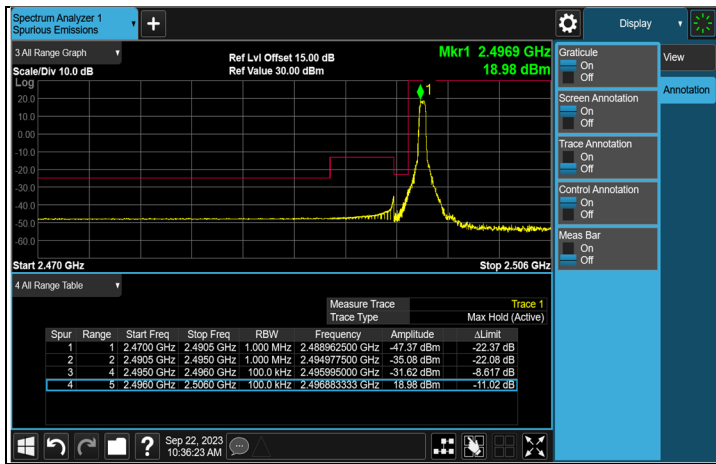 Spectrum Analyzer 1
Spurious Emissions
Display
3 All Range Graph
Ref Lvl Offset 15.00 dB
Mkr1 2.4969 GHz
Scale/Div 10.0 dB
Ref Value 30.00 dBm
18.98 dBm
Log
1
20.0
10.0
0.00
-10.0
-20.0
-30.0
-40.0
-50.0
-60.0
Start 2.470 GHz
Stop 2.506 GHz
4 All Range Table
Measure Trace Trace 1
Trace Type Max Hold (Active)
Spur Range Start Freq Stop Freq RBW Frequency Amplitude ΔLimit
1 1 2.4700 GHz 2.4905 GHz 1.000 MHz 2.488962500 GHz -47.37 dBm -22.37 dB
2 2 2.4905 GHz 2.4950 GHz 1.000 MHz 2.494977500 GHz -35.08 dBm -22.08 dB
3 4 2.4950 GHz 2.4960 GHz 100.0 kHz 2.495995000 GHz -31.62 dBm -8.617 dB
4 5 2.4960 GHz 2.5060 GHz 100.0 kHz 2.496883333 GHz 18.98 dBm -11.02 dB
Sep 22, 2023
10:36:23 AM
Graticule
On
Off
Screen Annotation
On
Off
Trace Annotation
On
Off
Control Annotation
On
Off
Meas Bar
On
Off
View
Annotation